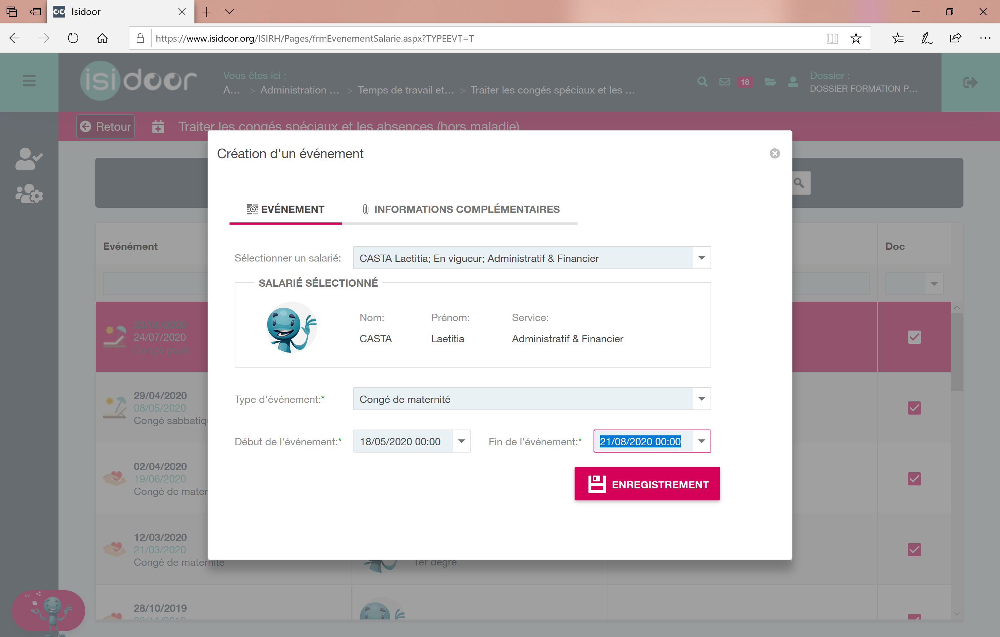 Isidoor
https://www.isidoor.org/ISIRH/Pages/frmEvenementSalarie.aspx?TYPEEVT=T
isidoor
Vous êtes ici :
A... > Administration ... > Temps de travail et... > Traiter les congés spéciaux et les ...
18
Dossier :
DOSSIER FORMATION P...
Retour
Traiter les congés spéciaux et les absences (hors maladie)
Création d'un événement
EVÉNEMENT
INFORMATIONS COMPLÉMENTAIRES
Sélectionner un salarié:
CASTA Laetitia; En vigueur; Administratif & Financier
SALARIÉ SÉLECTIONNÉ
Nom: Prénom: Service:
CASTA Laetitia Administratif & Financier
Type d'événement:*
Congé de maternité
Début de l'événement:*
18/05/2020 00:00
Fin de l'événement:*
21/08/2020 00:00
ENREGISTREMENT
Evénément
Doc
23/05/2020
24/07/2020
Congé payé
29/04/2020
08/05/2020
Congé sabbatiq
02/04/2020
19/06/2020
Congé de mater
12/03/2020
21/03/2020
Congé de maternité
1er degré
28/10/2019
08/11/2019
CV